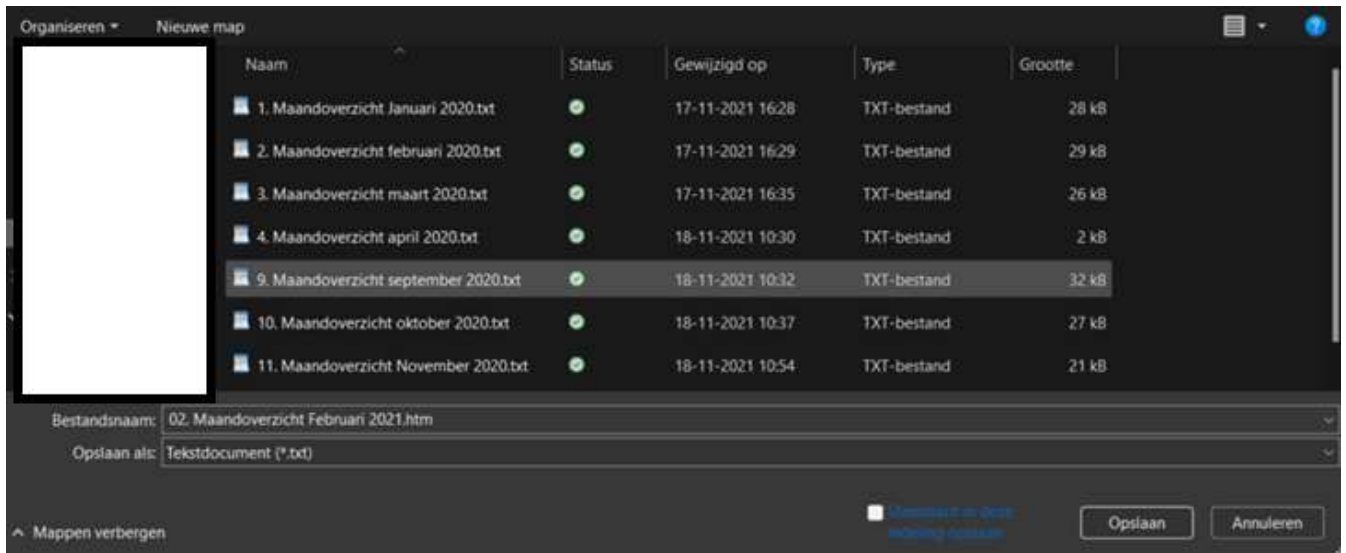 Organiseren Nieuwe map
Naam Status Gewijzigd op Type Grootte
1. Maandoverzicht Januari 2020.txt 17-11-2021 16:28 TXT-bestand 28 kB
2. Maandoverzicht februari 2020.txt 17-11-2021 16:29 TXT-bestand 29 kB
3. Maandoverzicht maart 2020.txt 17-11-2021 16:35 TXT-bestand 26 kB
4. Maandoverzicht april 2020.txt 18-11-2021 10:30 TXT-bestand 2 kB
9. Maandoverzicht september 2020.txt 18-11-2021 10:32 TXT-bestand 32 kB
10. Maandoverzicht oktober 2020.txt 18-11-2021 10:37 TXT-bestand 27 kB
11. Maandoverzicht November 2020.txt 18-11-2021 10:54 TXT-bestand 21 kB
Bestandsnaam: 02. Maandoverzicht Februari 2021.htm
Opslaan als: Tekstdocument (*.txt)
Mappen verbergen Opslaan Annuleren